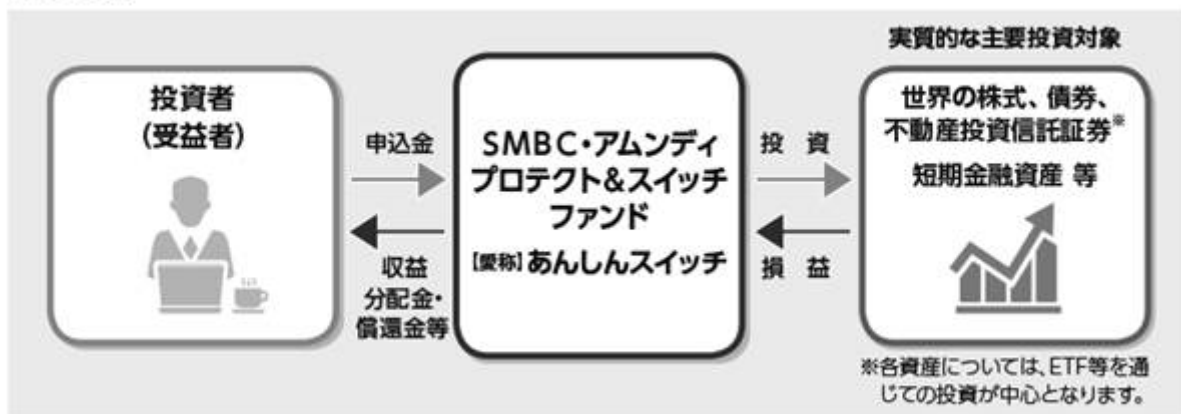 投資者
(受益者)
申込金
収益
分配金・
償還金等
SMBC・アムンディ
プロテクト&スイッチ
ファンド
【愛称】あんしんスイッチ
投 資
損 益
実質的な主要投資対象
世界の株式、債券、
不動産投資信託証券※
短期金融資産 等
※各資産については、ETF等を通
じての投資が中心となります。